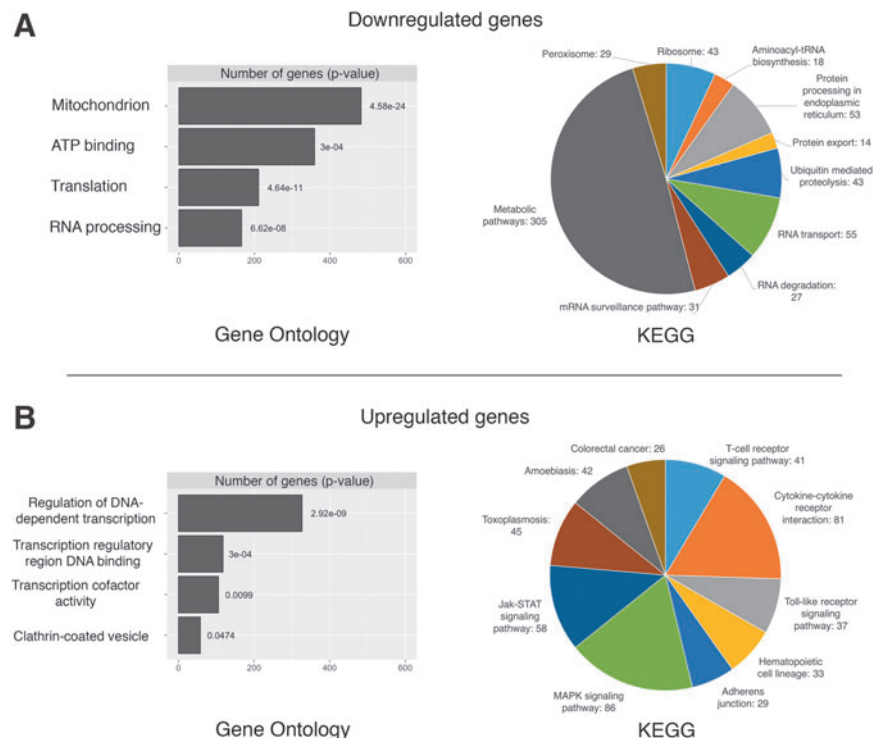 A
Downregulated genes
Number of genes (p-value)
Mitochondrion
4.58e-24
ATP binding
3e-04
Translation
4.64e-11
RNA processing
6.62e-08
0
200
400
600
Gene Ontology
Peroxisome: 29
Ribosome: 43
Aminoacyl-tRNA
biosynthesis: 18
Protein
processing in
endoplasmic
reticulum: 53
Protein export: 14
Ubiquitin mediated
proteolysis: 43
RNA transport: 55
RNA degradation:
27
mRNA surveillance pathway: 31
Metabolic
pathways: 305
KEGG
B
Upregulated genes
Number of genes (p-value)
Regulation of DNA-
dependent transcription
2.92e-09
Transcription regulatory
region DNA binding
3e-04
Transcription cofactor
activity
0.0099
Clathrin-coated vesicle
0.0474
0
200
400
600
Gene Ontology
Colorectal cancer: 26
T-cell receptor
signaling pathway: 41
Cytokine-cytokine
receptor
interaction: 81
Toll-like receptor
signaling
pathway: 37
Hematopoietic
cell lineage: 33
Adherens
junction: 29
MAPK signaling
pathway: 86
Jak-STAT
signaling
pathway: 58
Toxoplasmosis:
45
Amoebiasis: 42
KEGG